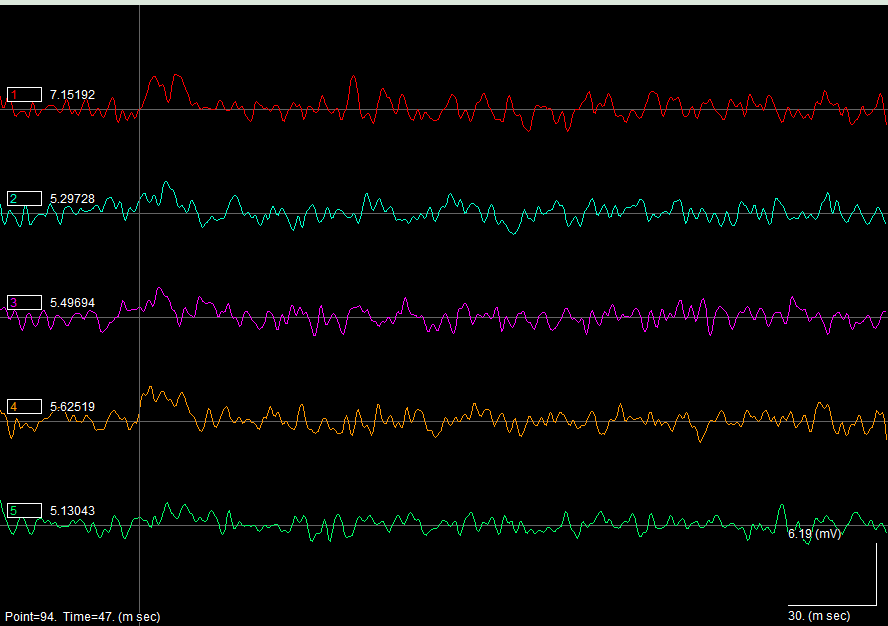 1 7.15192
2 5.29728
3 5.49694
4 5.62519
5 5.13043
6.19 (mV)
30. (m sec)
Point=94. Time=47. (m sec)